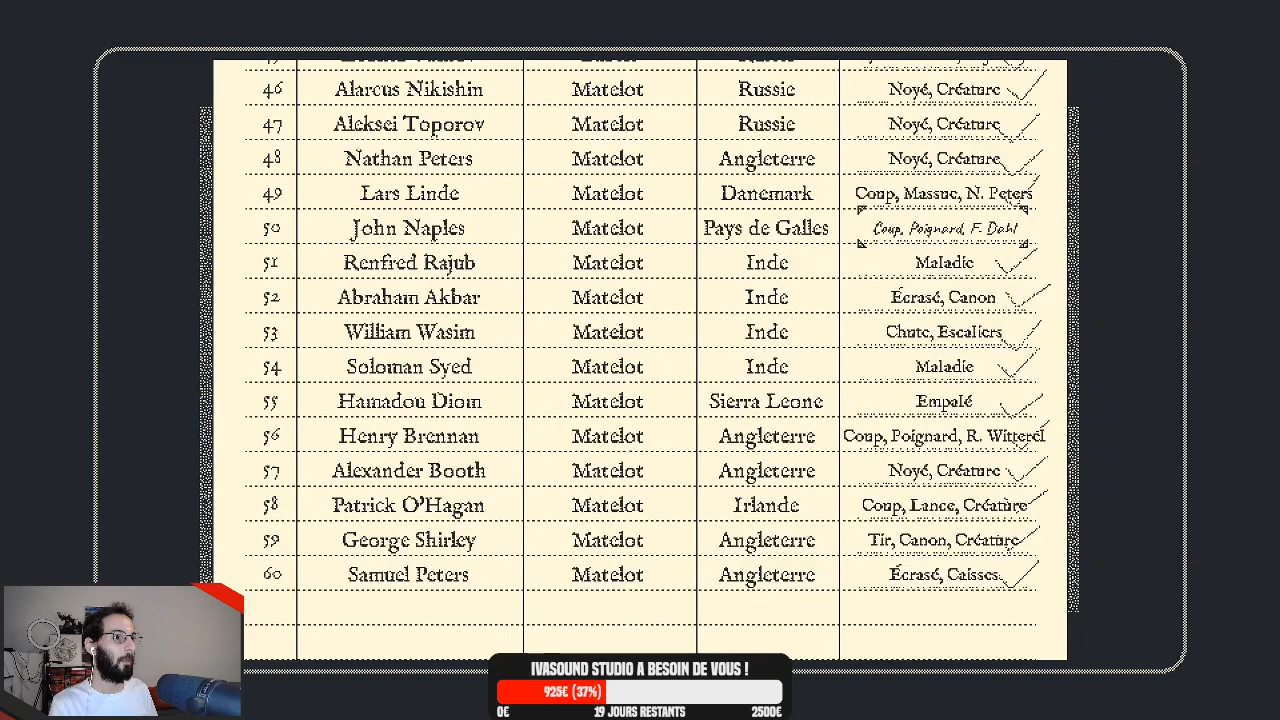 46 Alarcus Nikishin Matelot Russie Noyé, Créature
47 Aleksei Toporov Matelot Russie Noyé, Créature
48 Nathan Peters Matelot Angleterre Noyé, Créature
49 Lars Linde Matelot Danemark Coup, Massue, N. Peters
50 John Naples Matelot Pays de Galles Coup, Poignard, F. Dahl
51 Renfred Rajub Matelot Inde Maladie
52 Abraham Akbar Matelot Inde Écrasé, Canon
53 William Wasim Matelot Inde Chute, Escaliers
54 Soloman Syed Matelot Inde Maladie
55 Hamadou Diom Matelot Sierra Leone Empalé
56 Henry Brennan Matelot Angleterre Coup, Poignard, R. Witterel
57 Alexander Booth Matelot Angleterre Noyé, Créature
58 Patrick O'Hagan Matelot Irlande Coup, Lance, Créature
59 George Shirley Matelot Angleterre Tir, Canon, Créature
60 Samuel Peters Matelot Angleterre Écrasé, Caisses
IVASOUND STUDIO A BESOIN DE VOUS !
925€ (37%)
0€ 19 JOURS RESTANTS 2500€